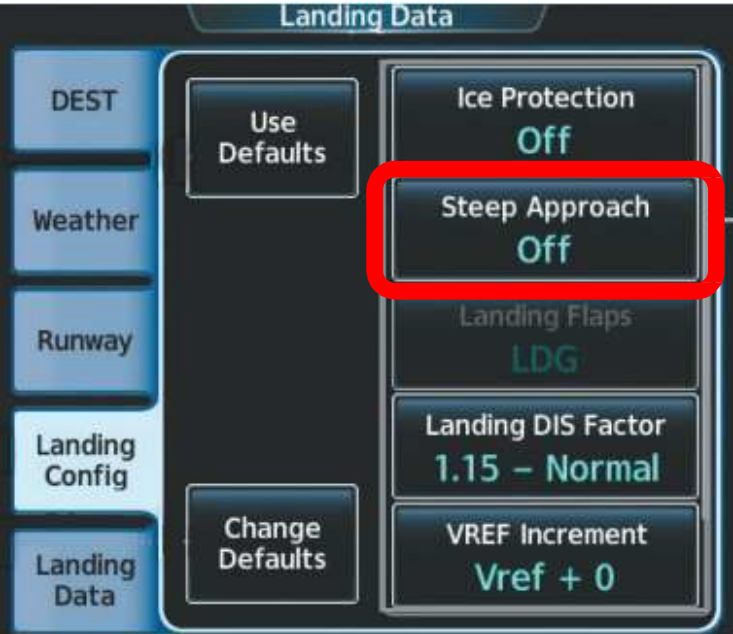 Landing Data
DEST
Weather
Runway
Landing
Config
Landing
Data
Use
Defaults
Change
Defaults
Ice Protection
Off
Steep Approach
Off
Landing Flaps
LDG
Landing DIS Factor
1.15 – Normal
VREF Increment
Vref + 0